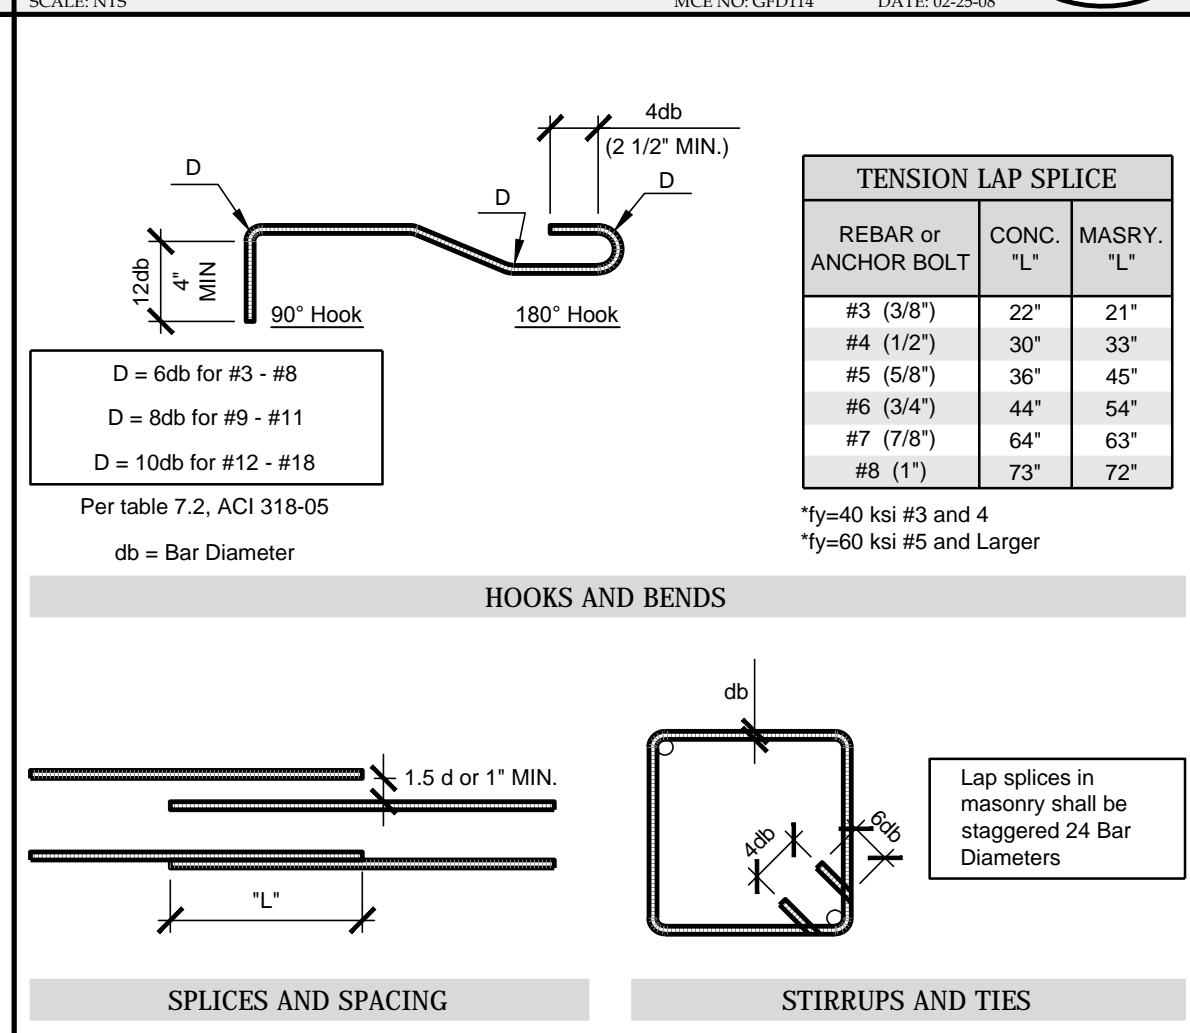 SCALE: NTS MCE NO: GFD114 DATE: 02-25-08
4db
(2 1/2" MIN.)
D
D
D
12db
4"
MIN
90° Hook
180° Hook
D = 6db for #3 - #8
D = 8db for #9 - #11
D = 10db for #12 - #18
Per table 7.2, ACI 318-05
db = Bar Diameter
TENSION LAP SPLICE
REBAR or ANCHOR BOLT CONC. "L" MASRY. "L"
#3 (3/8") 22" 21"
#4 (1/2") 30" 33"
#5 (5/8") 36" 45"
#6 (3/4") 44" 54"
#7 (7/8") 64" 63"
#8 (1") 73" 72"
*fy=40 ksi #3 and 4
*fy=60 ksi #5 and Larger
HOOKS AND BENDS
1.5 d or 1" MIN.
"L"
SPLICES AND SPACING
db
4db
6db
Lap splices in
masonry shall be
staggered 24 Bar
Diameters
STIRRUPS AND TIES